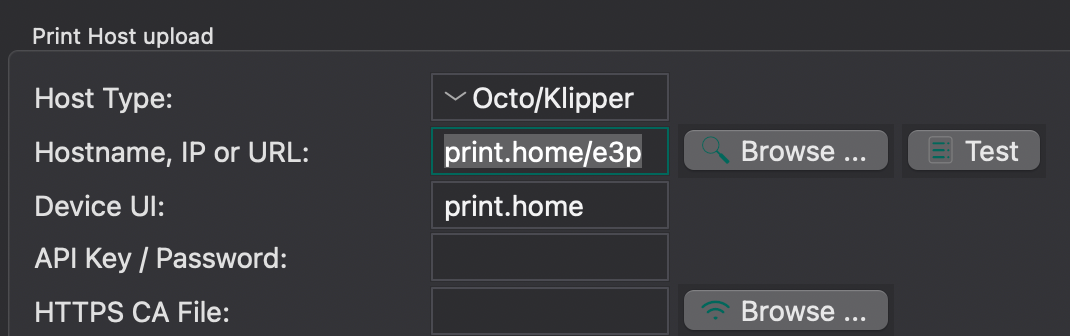 Print Host upload
Host Type: Octo/Klipper
Hostname, IP or URL: print.home/e3p Browse ... Test
Device UI: print.home
API Key / Password:
HTTPS CA File: Browse ...